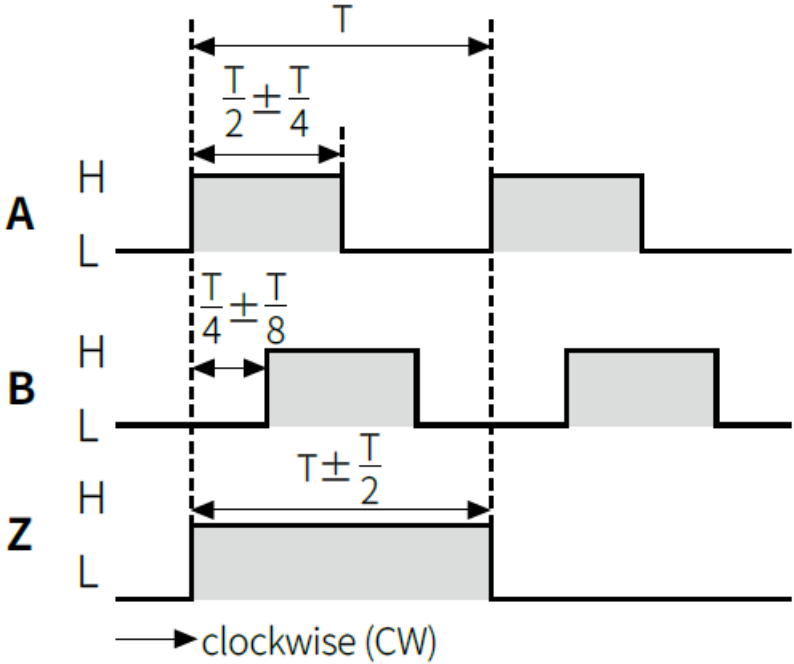 T
T/2 ± T/4
H
A
L
T/4 ± T/8
H
B
L
T ± T/2
H
Z
L
clockwise (CW)